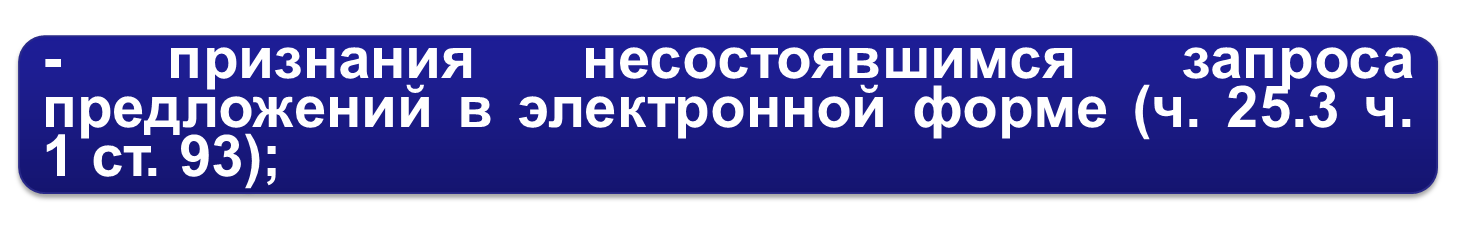 - признания несостоявшимся запроса
предложений в электронной форме (ч. 25.3 ч.
1 ст. 93);